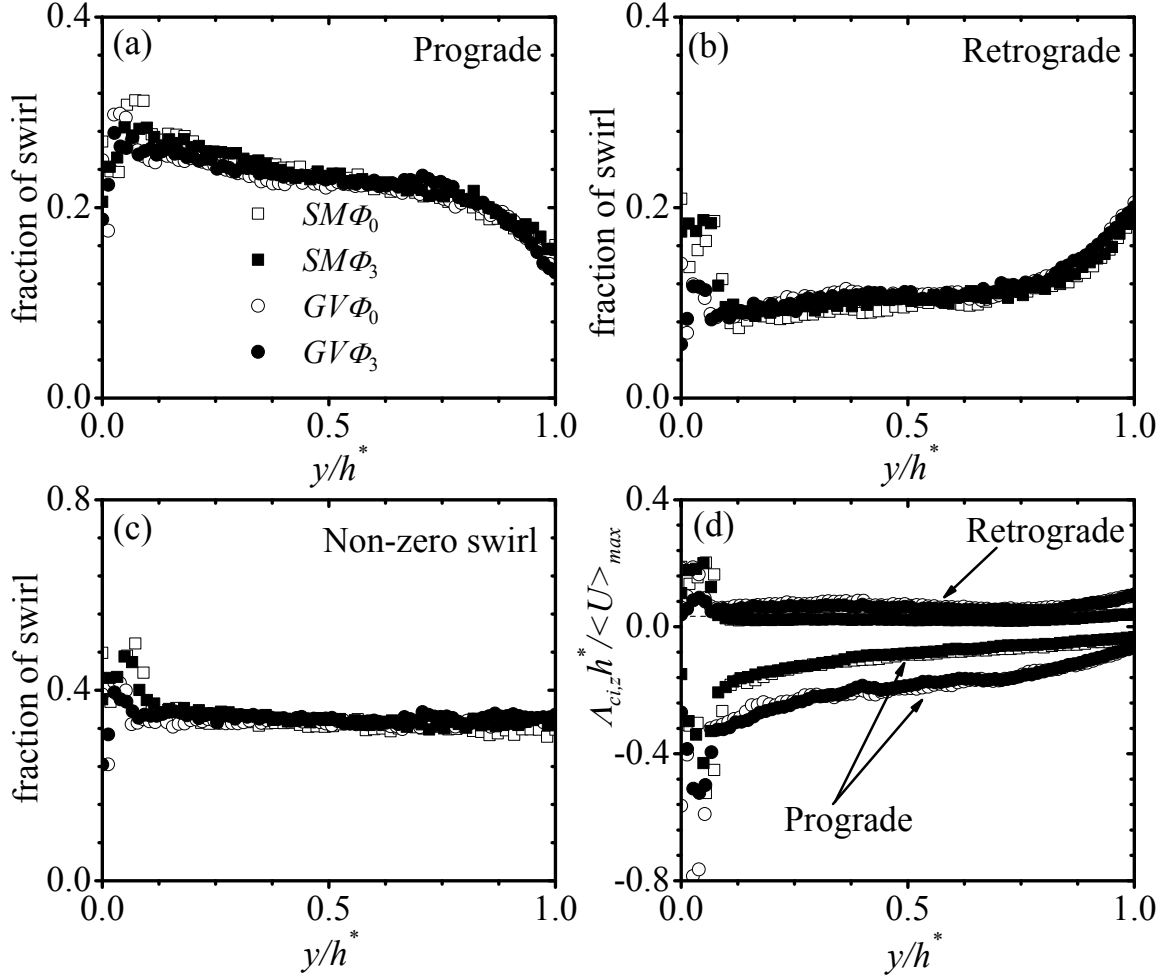 (a) Prograde
0.4
0.2
0.0
fraction of swirl
SMΦ0
SMΦ3
GVΦ0
GVΦ3
0.0 0.5 1.0
y/h*
(b) Retrograde
0.4
0.2
0.0
fraction of swirl
0.0 0.5 1.0
y/h*
(c) Non-zero swirl
0.8
0.4
0.0
fraction of swirl
0.0 0.5 1.0
y/h*
(d)
Retrograde
0.4
0.0
-0.4
-0.8
Λci,z h*/<U>max
Prograde
0.0 0.5 1.0
y/h*